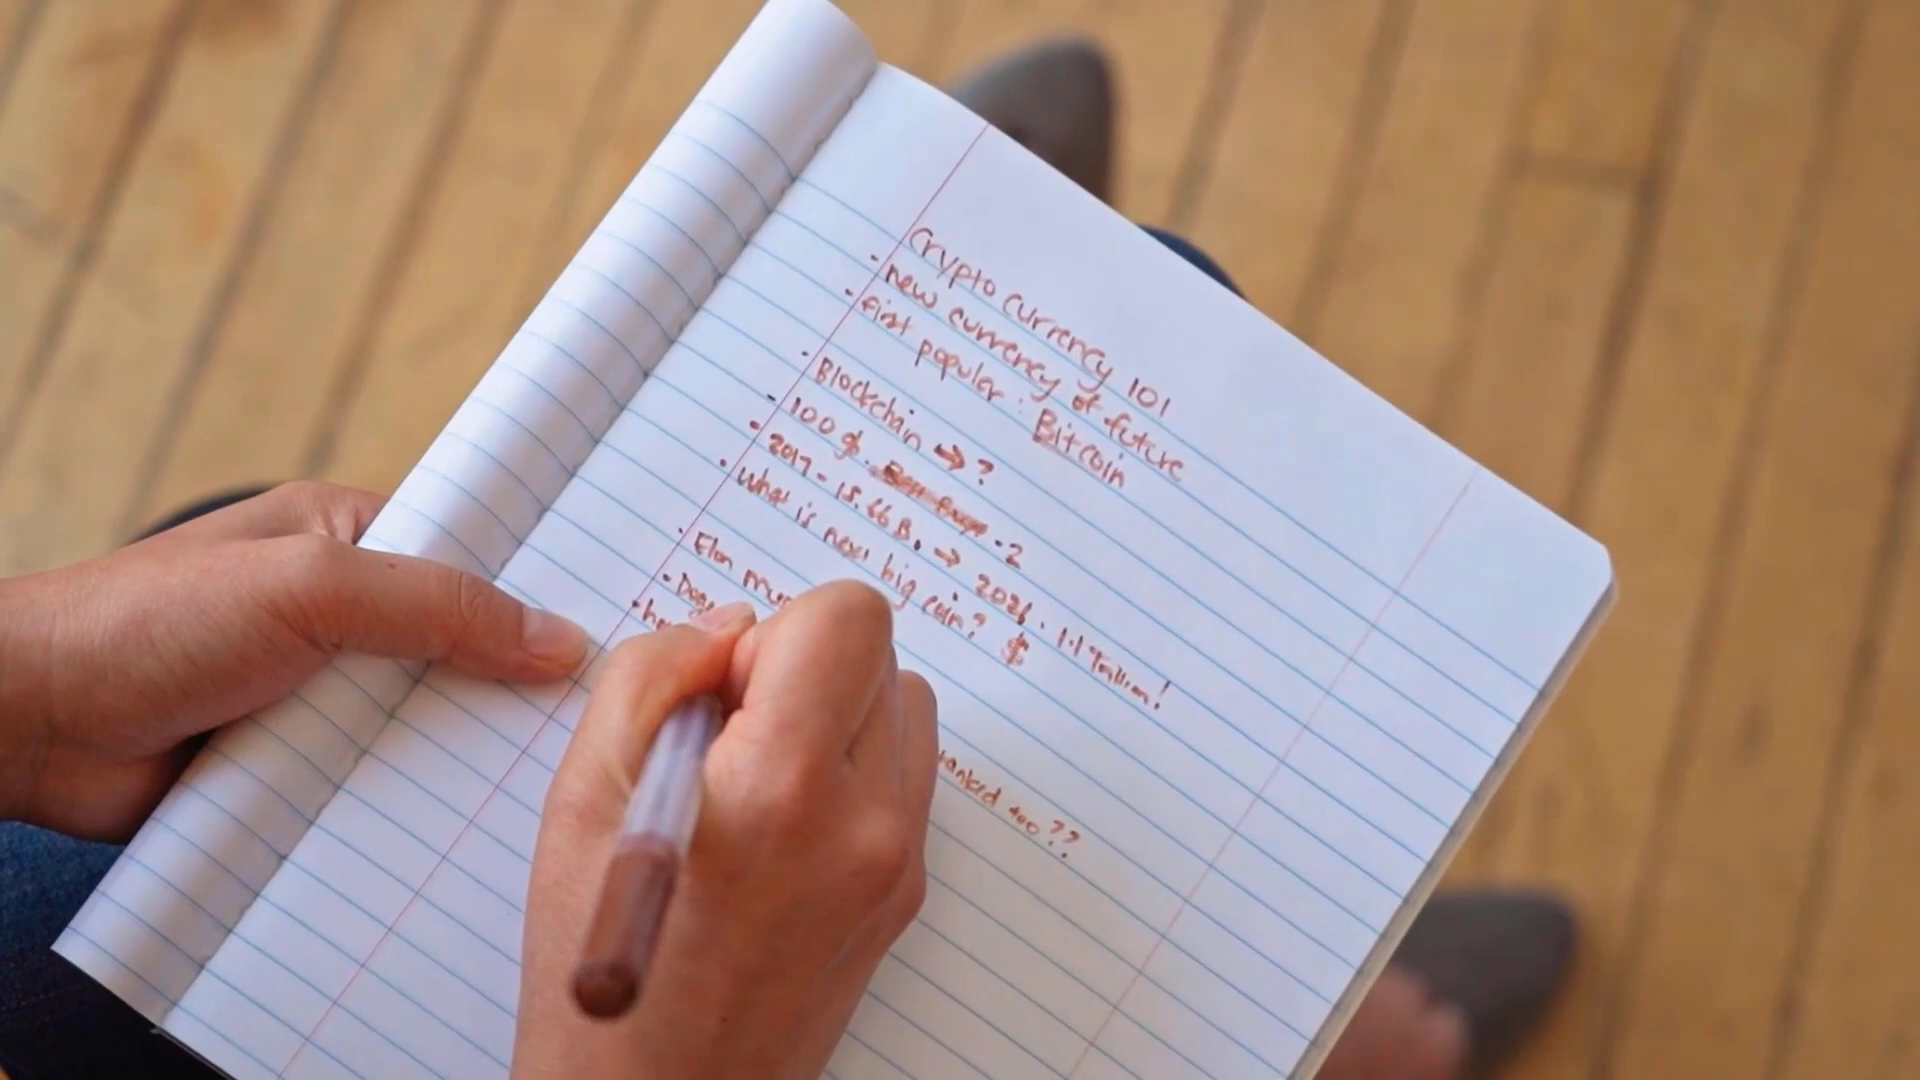 Crypto Currency 101
· new currency of future
· first popular : Bitcoin
· Blockchain → ?
- 100 $. -2
· 2017 - 15.66 B. → 2026 . 1.1 Trillion!
· What is next big coin? $
· Elon
· Doge
tanked too ??